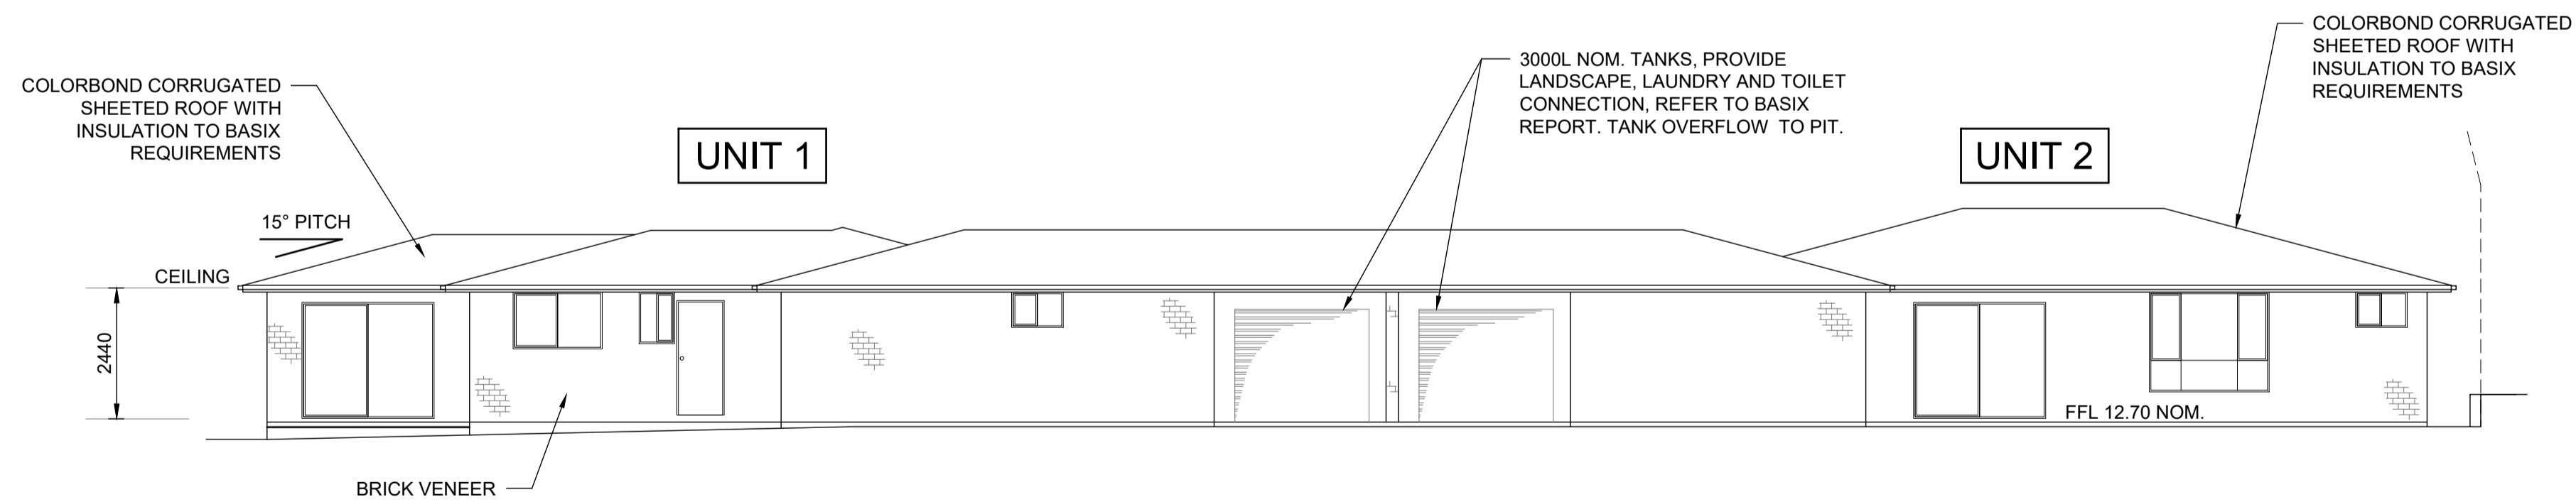 COLORBOND CORRUGATED
SHEETED ROOF WITH
INSULATION TO BASIX
REQUIREMENTS
UNIT 1
3000L NOM. TANKS, PROVIDE
LANDSCAPE, LAUNDRY AND TOILET
CONNECTION, REFER TO BASIX
REPORT. TANK OVERFLOW TO PIT.
UNIT 2
COLORBOND CORRUGATED
SHEETED ROOF WITH
INSULATION TO BASIX
REQUIREMENTS
15° PITCH
CEILING
2440
FFL 12.70 NOM.
BRICK VENEER